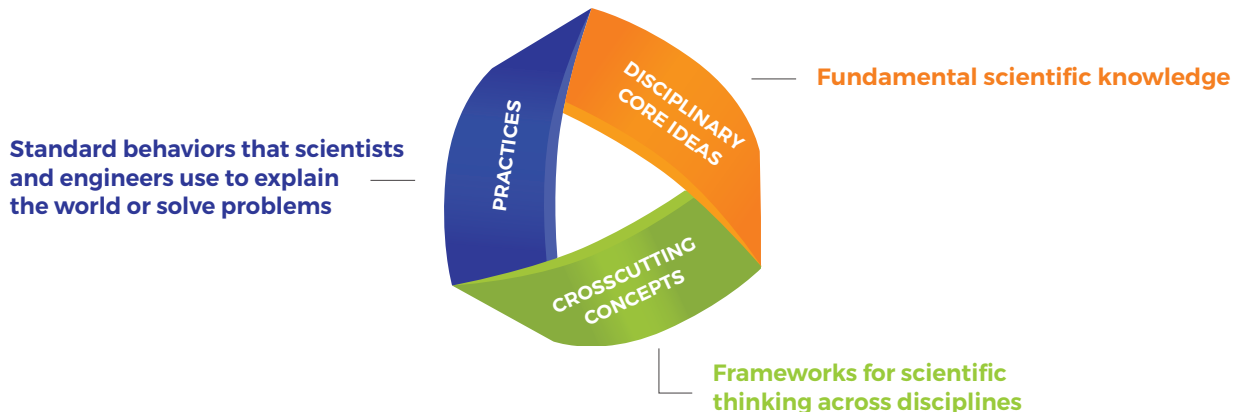 DISCIPLINARY
CORE IDEAS
Fundamental scientific knowledge
PRACTICES
Standard behaviors that scientists
and engineers use to explain
the world or solve problems
CROSSCUTTING
CONCEPTS
Frameworks for scientific
thinking across disciplines